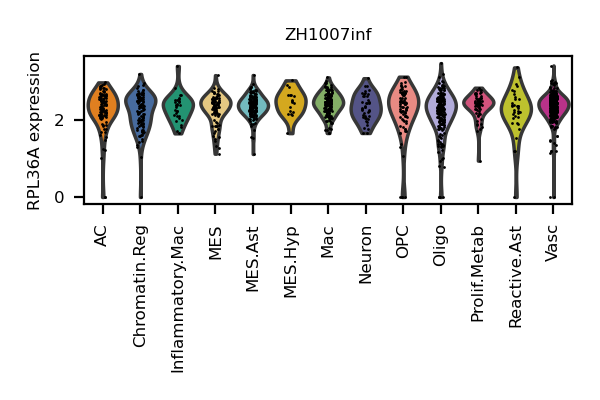 ZH1007inf
RPL36A expression
2
0
AC
Chromatin.Reg
Inflammatory.Mac
MES
MES.Ast
MES.Hyp
Mac
Neuron
OPC
Oligo
Prolif.Metab
Reactive.Ast
Vasc